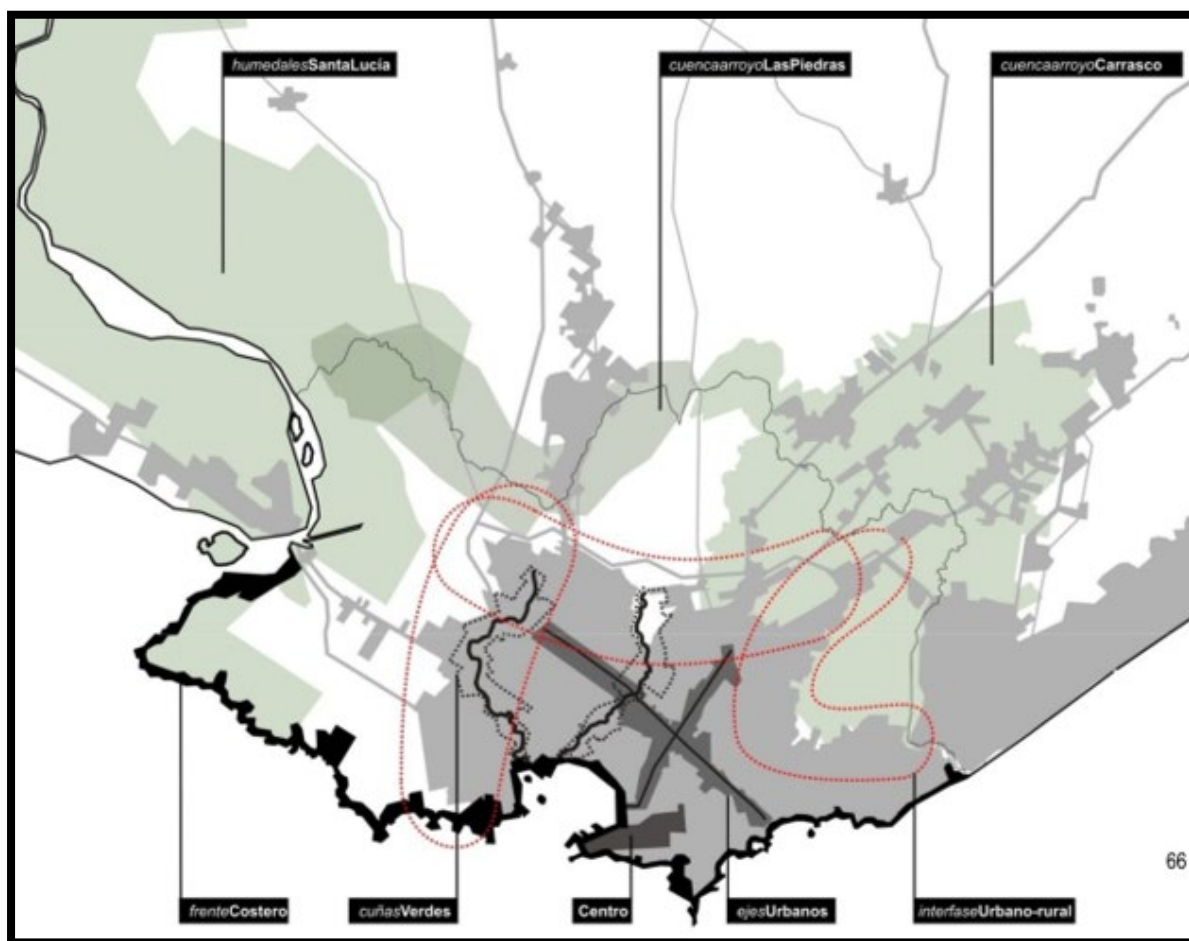 humedalesSantaLucía
cuencaarroyoLasPiedras
cuencaarroyoCarrasco
66
frenteCostero
cuñasVerdes
Centro
ejesUrbanos
interfaseUrbano-rural